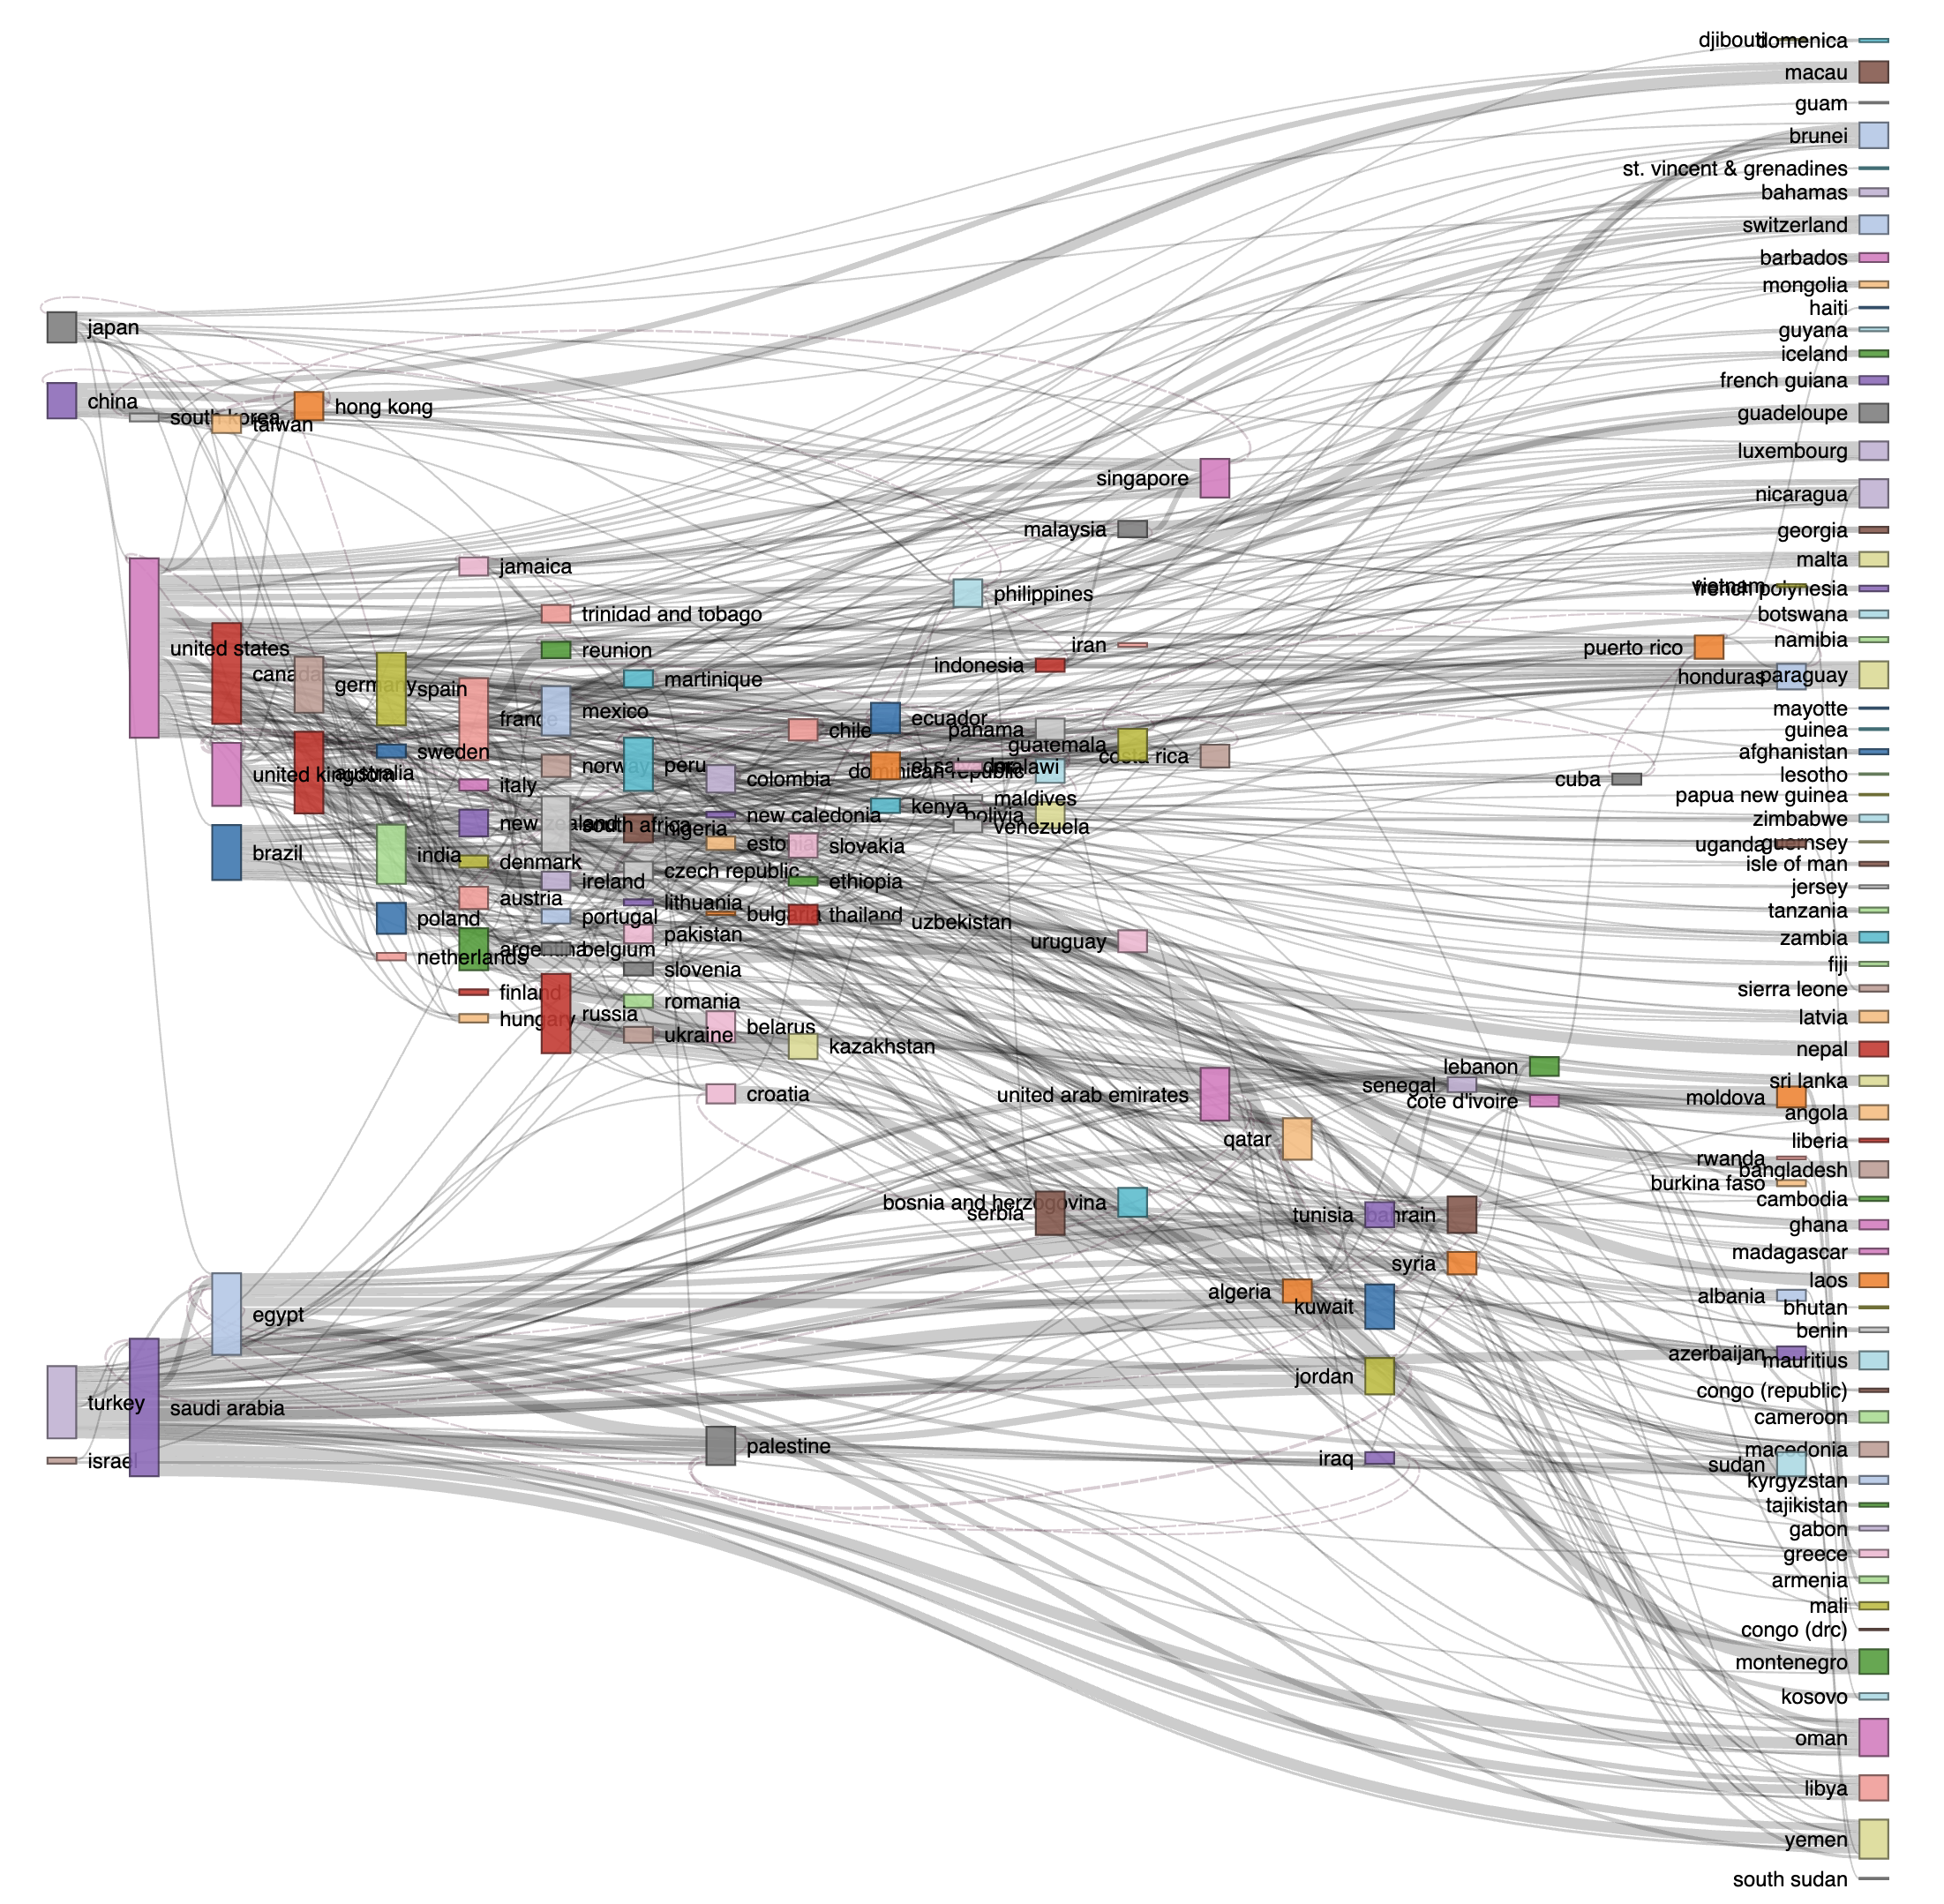 djibouti
domenica
macau
guam
brunei
st. vincent & grenadines
bahamas
switzerland
barbados
mongolia
haiti
guyana
iceland
french guiana
guadeloupe
luxembourg
nicaragua
georgia
malta
vietnam
french polynesia
botswana
namibia
puerto rico
honduras
paraguay
mayotte
guinea
afghanistan
lesotho
cuba
papua new guinea
zimbabwe
uganda
guernsey
isle of man
jersey
tanzania
zambia
fiji
sierra leone
latvia
nepal
sri lanka
moldova
angola
liberia
rwanda
bangladesh
burkina faso
cambodia
ghana
madagascar
laos
albania
bhutan
benin
azerbaijan
mauritius
congo (republic)
cameroon
macedonia
sudan
kyrgyzstan
tajikistan
gabon
greece
armenia
mali
congo (drc)
montenegro
kosovo
oman
libya
yemen
south sudan
japan
china
south korea
taiwan
hong kong
singapore
malaysia
philippines
iran
indonesia
jamaica
trinidad and tobago
reunion
martinique
united states
canada
germany
spain
france
mexico
sweden
norway
peru
chile
ecuador
panama
guatemala
costa rica
united kingdom
australia
italy
colombia
dominican republic
el salvador
malawi
new zealand
south africa
nigeria
new caledonia
kenya
maldives
bolivia
venezuela
brazil
india
denmark
ireland
czech republic
estonia
slovakia
ethiopia
austria
poland
portugal
lithuania
bulgaria
thailand
uzbekistan
uruguay
pakistan
netherlands
argentina
belgium
slovenia
finland
hungary
russia
romania
ukraine
belarus
kazakhstan
croatia
united arab emirates
lebanon
senegal
cote d'ivoire
qatar
bosnia and herzegovina
serbia
tunisia
bahrain
syria
algeria
kuwait
jordan
iraq
egypt
turkey
saudi arabia
israel
palestine